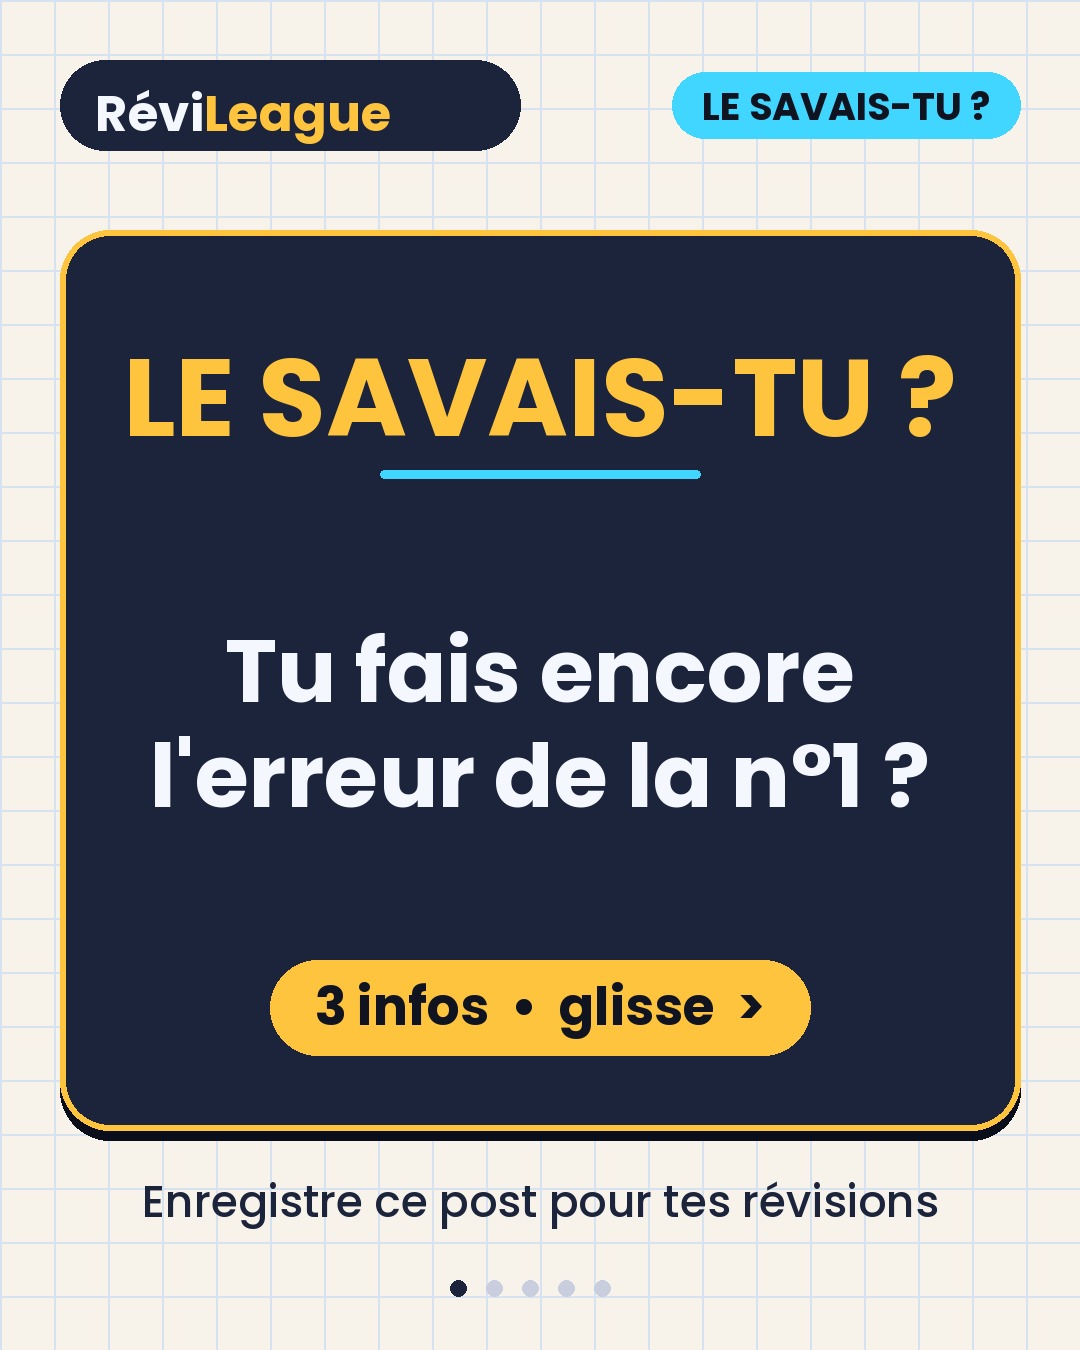 RéviLeague
LE SAVAIS-TU ?
LE SAVAIS-TU ?
Tu fais encore
l'erreur de la n°1 ?
3 infos • glisse >
Enregistre ce post pour tes révisions